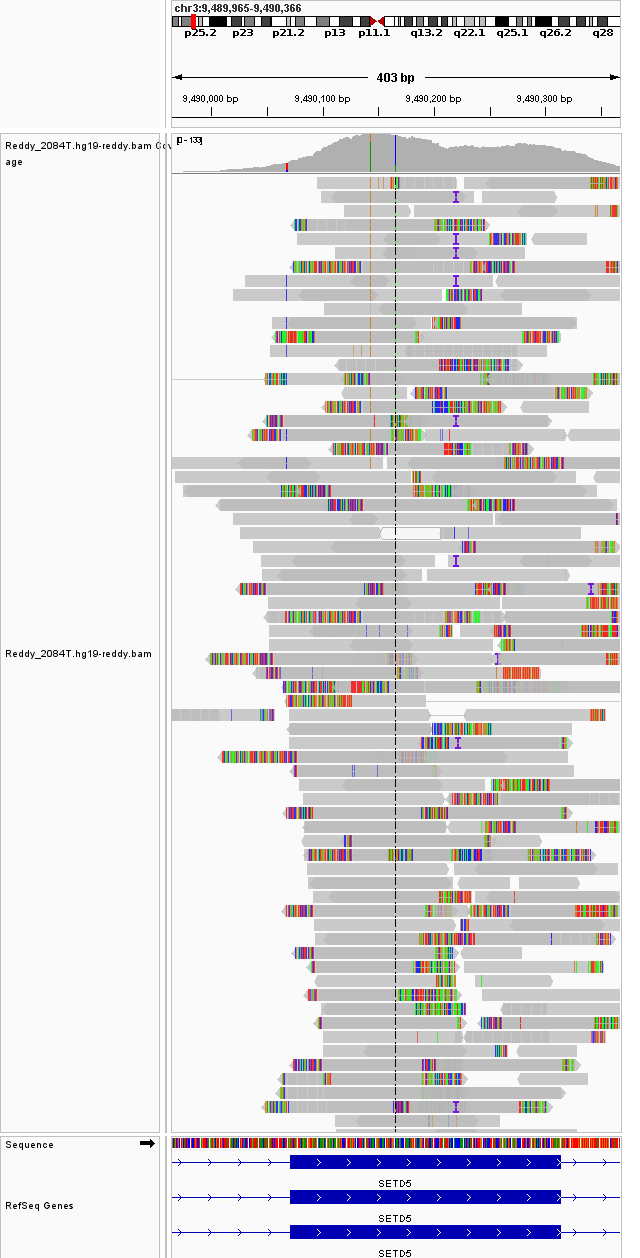 chr3:9,489,965-9,490,366
p25.2 p23 p21.2 p13 p11.1 q13.2 q22.1 q25.1 q26.2 q28
403 bp
9,490,000 bp 9,490,100 bp 9,490,200 bp 9,490,300 bp
Reddy_2084T.hg19-reddy.bam Cov
age
[0 - 133]
Reddy_2084T.hg19-reddy.bam
Sequence
SETD5
RefSeq Genes
SETD5
SETD5